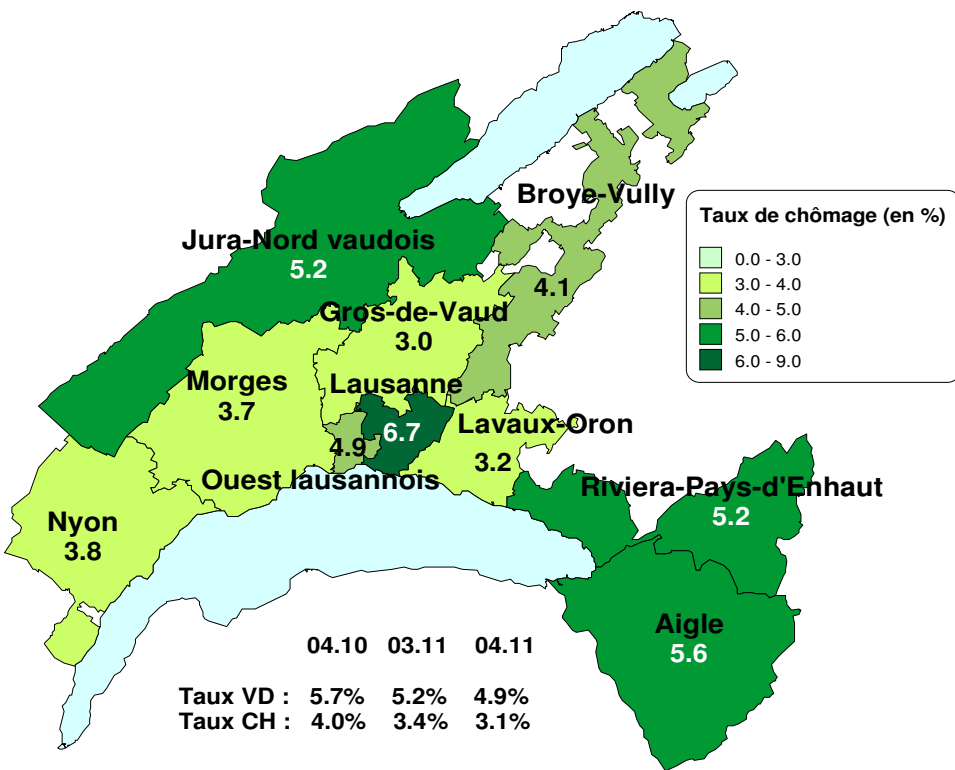 Broye-Vully
4.1
Taux de chômage (en %)
0.0 - 3.0
3.0 - 4.0
4.0 - 5.0
5.0 - 6.0
6.0 - 9.0
Jura-Nord vaudois
5.2
Gros-de-Vaud
3.0
Morges
3.7
Lausanne
6.7
4.9
Ouest lausannois
Lavaux-Oron
3.2
Riviera-Pays-d'Enhaut
5.2
Nyon
3.8
Aigle
5.6
04.10 03.11 04.11
Taux VD : 5.7% 5.2% 4.9%
Taux CH : 4.0% 3.4% 3.1%